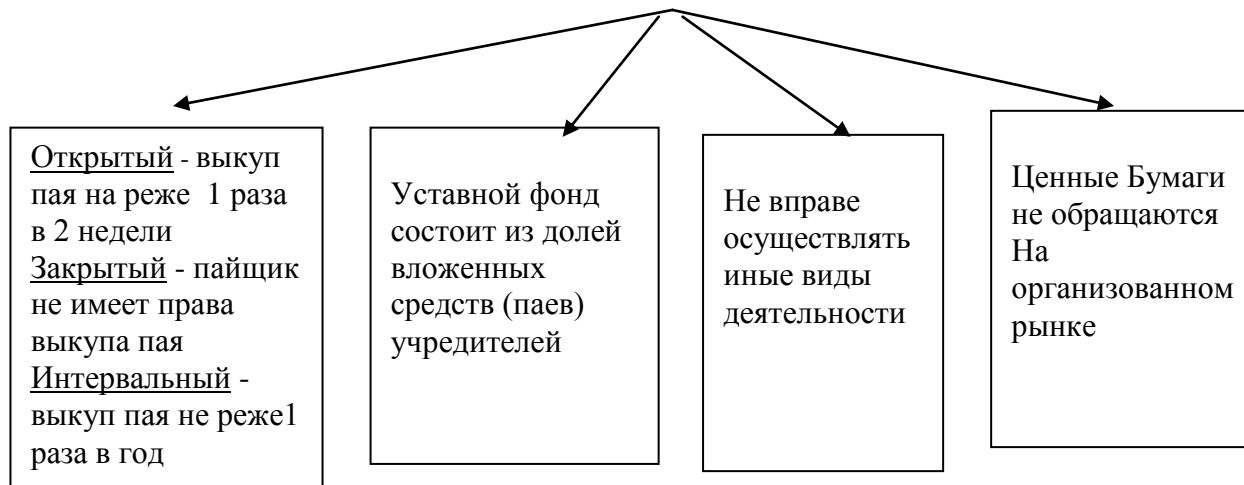 Открытый - выкуп
пая на реже 1 раза
в 2 недели
Закрытый - пайщик
не имеет права
выкупа пая
Интервальный -
выкуп пая не реже1
раза в год
Уставной фонд
состоит из долей
вложенных
средств (паев)
учредителей
Не вправе
осуществлять
иные виды
деятельности
Ценные Бумаги
не обращаются
На
организованном
рынке